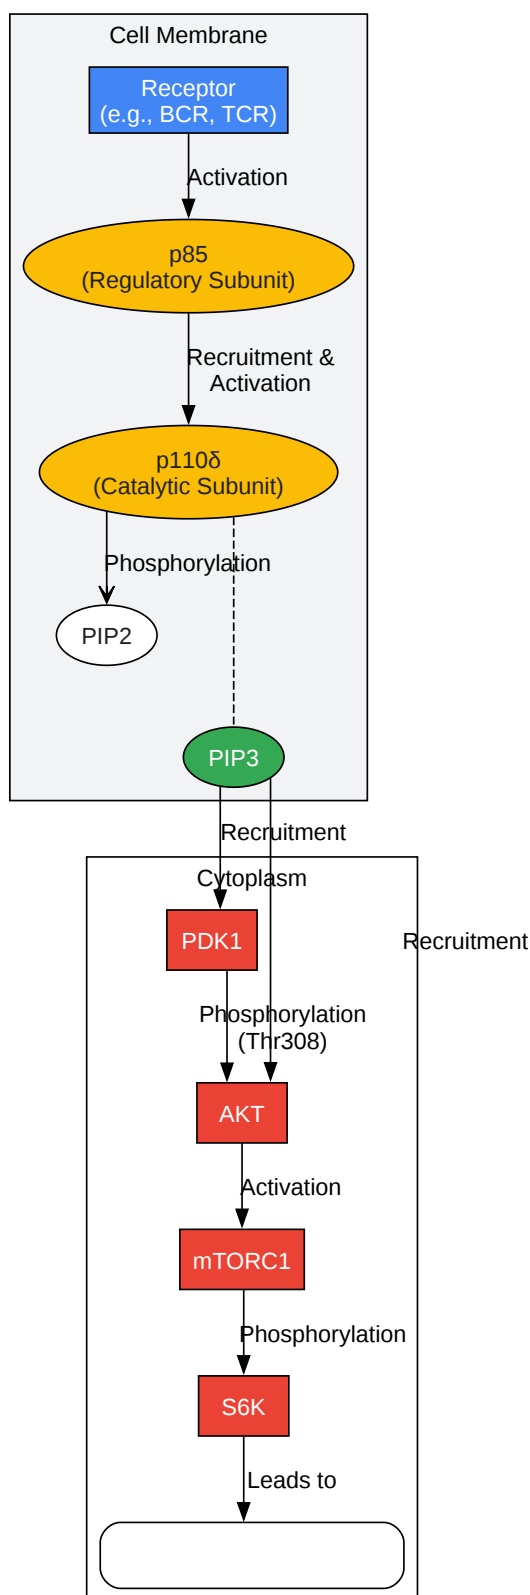 Cell Membrane
Receptor
(e.g., BCR, TCR)
Activation
p85
(Regulatory Subunit)
Recruitment &
Activation
p110δ
(Catalytic Subunit)
Phosphorylation
PIP2
PIP3
Recruitment
Cytoplasm
PDK1
Recruitment
Phosphorylation
(Thr308)
AKT
Activation
mTORC1
Phosphorylation
S6K
Leads to